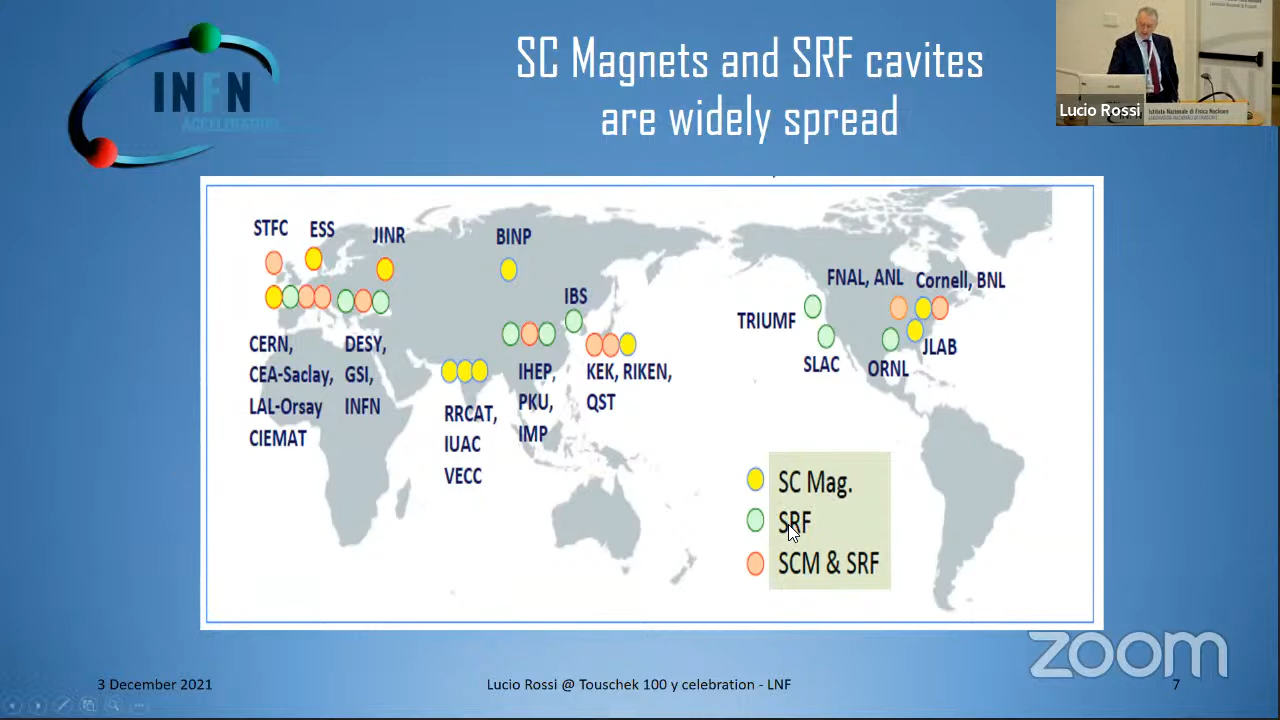 INFN
ACCELERATOR
SC Magnets and SRF cavites
are widely spread
Lucio Rossi
Istituto Nazionale di Fisica Nucleare
STFC
ESS
JINR
BINP
IBS
FNAL, ANL
Cornell, BNL
TRIUMF
SLAC
ORNL
JLAB
CERN,
CEA-Saclay,
LAL-Orsay
CIEMAT
DESY,
GSI,
INFN
RRCAT,
IUAC
VECC
IHEP,
PKU,
IMP
KEK, RIKEN,
QST
SC Mag.
SRF
SCM & SRF
zoom
3 December 2021
Lucio Rossi @ Touschek 100 y celebration - LNF
7